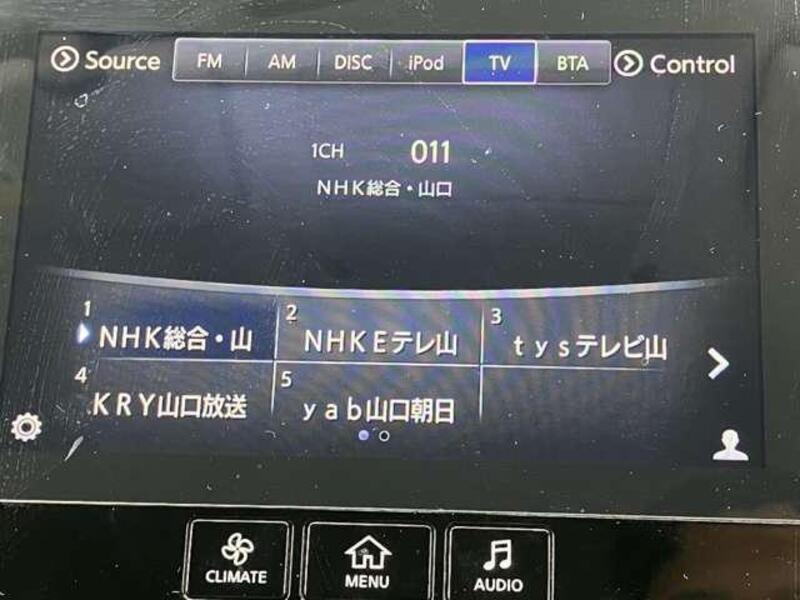 Source FM AM DISC iPod TV BTA Control
1CH 011
NHK総合・山口
1 2 3
NHK総合・山 NHKEテレ山 tysテレビ山
4 5
KRY山口放送 yab山口朝日
CLIMATE MENU AUDIO